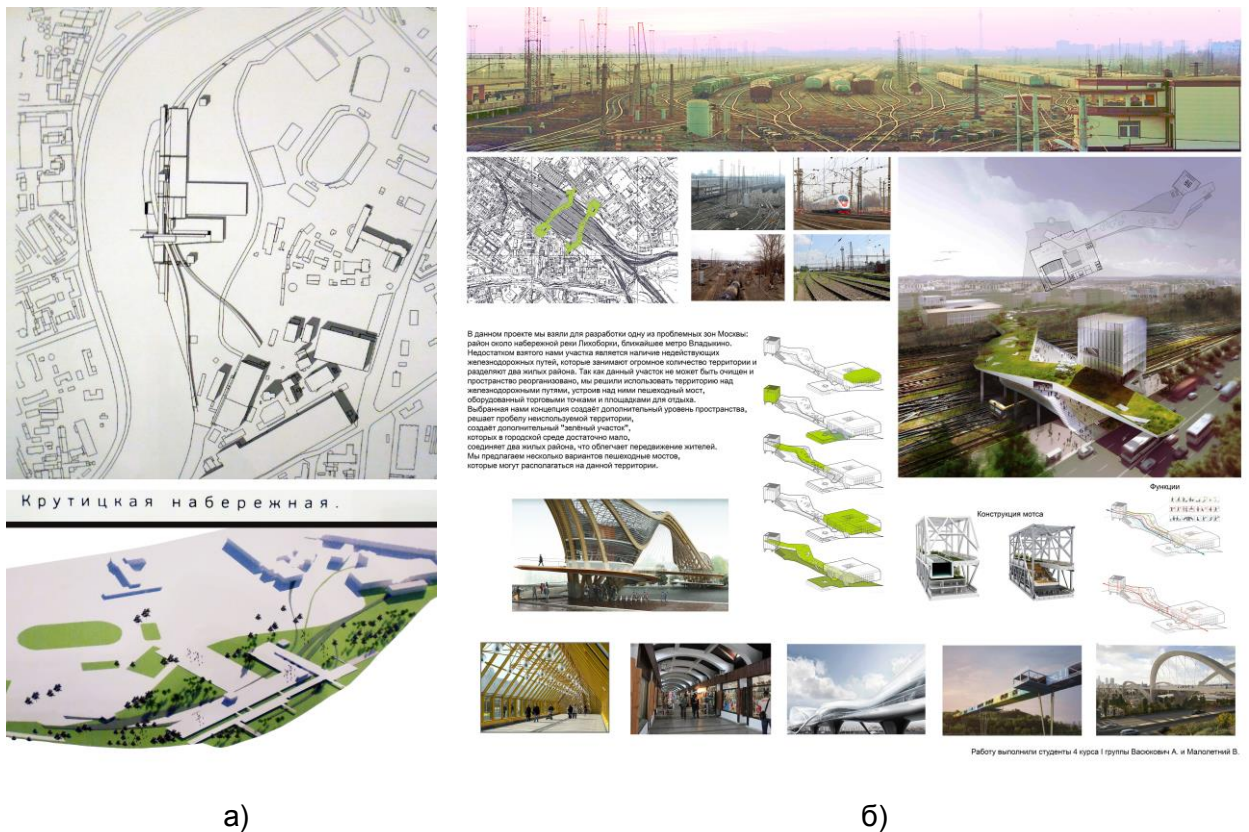 Крутицкая набережная.
В данном проекте мы взяли для разработки одну из проблемных зон Москвы:
район около набережной реки Лихоборки, ближайшее метро Владыкино.
Недостатком взятого нами участка является наличие недействующих
железнодорожных путей, которые занимают огромное количество территории и
разделяют два жилых района. Так как данный участок не может быть очищен и
пространство реорганизовано, мы решили использовать территорию над
железнодорожными путями, устроив над ними пешеходный мост,
оборудованный торговыми точками и площадками для отдыха.
Выбранная нами концепция создаёт дополнительный уровень пространства,
решает пробелу неиспользуемой территории,
создаёт дополнительный "зелёный участок",
которых в городской среде достаточно мало,
соединяет два жилых района, что облегчает передвижение жителей.
Мы предлагаем несколько вариантов пешеходных мостов,
которые могут располагаться на данной территории.
Функции
Конструкция мотса
Работу выполнили студенты 4 курса I группы Васюкович А. и Малолетний В.
а)
б)